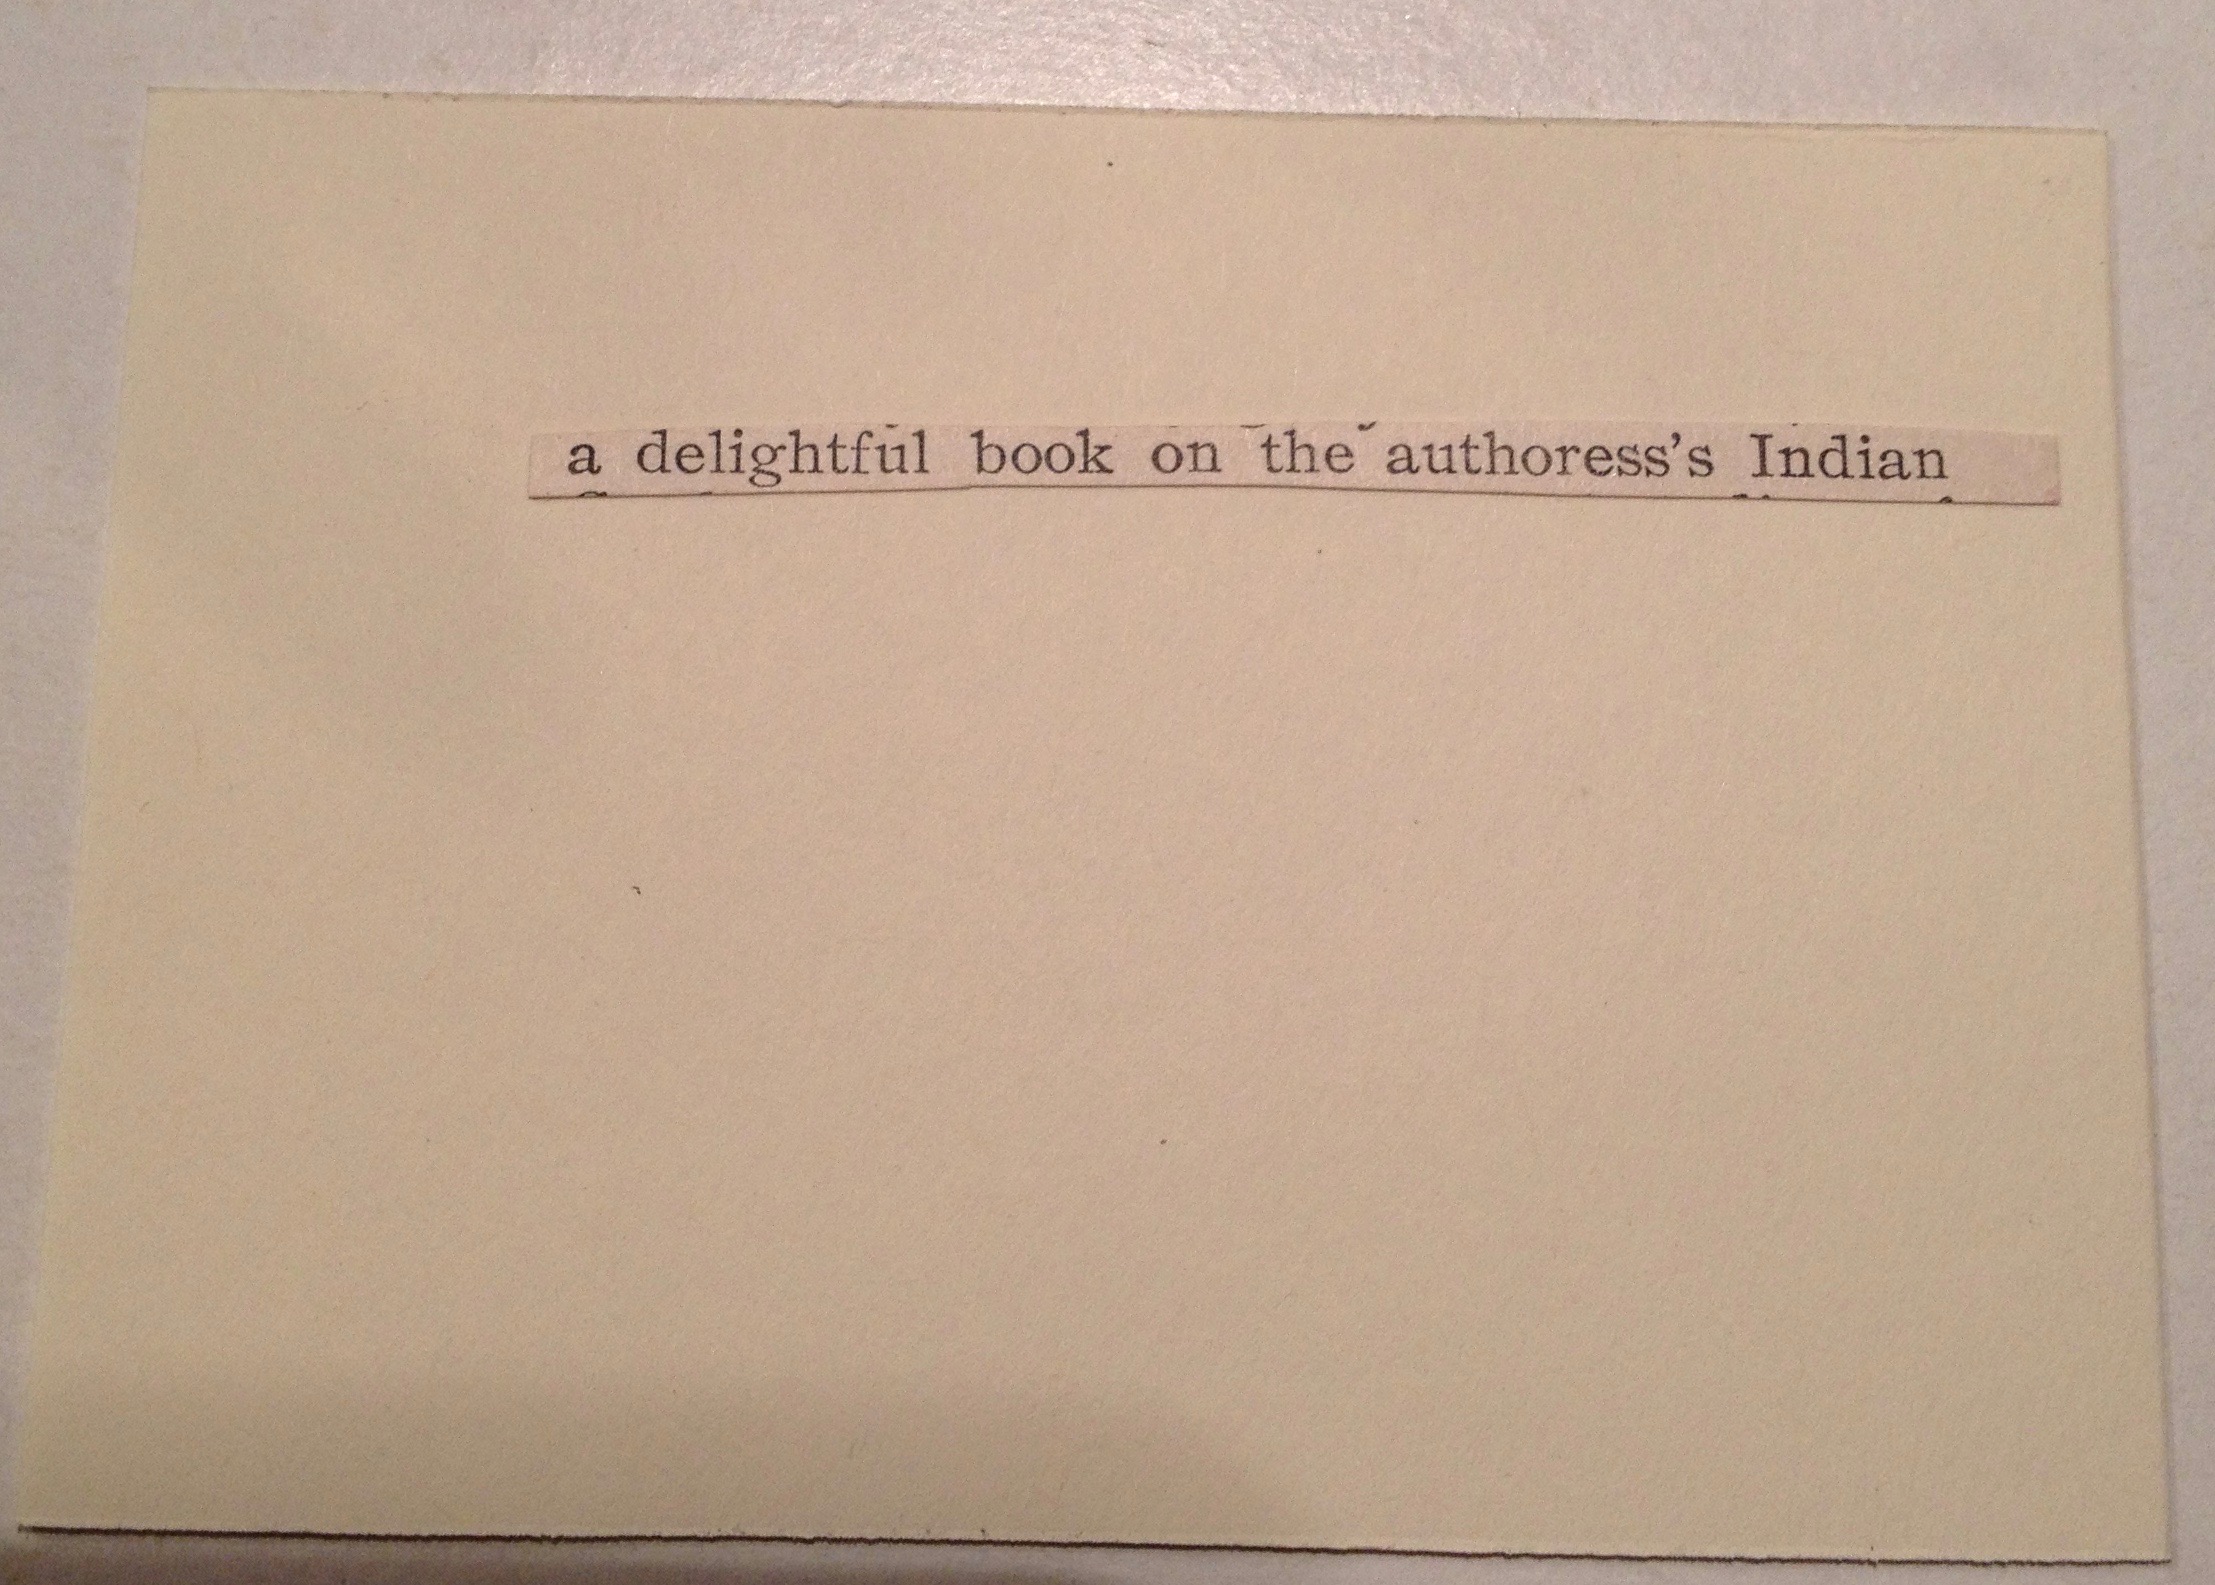 a delightful book on the authoress's Indian